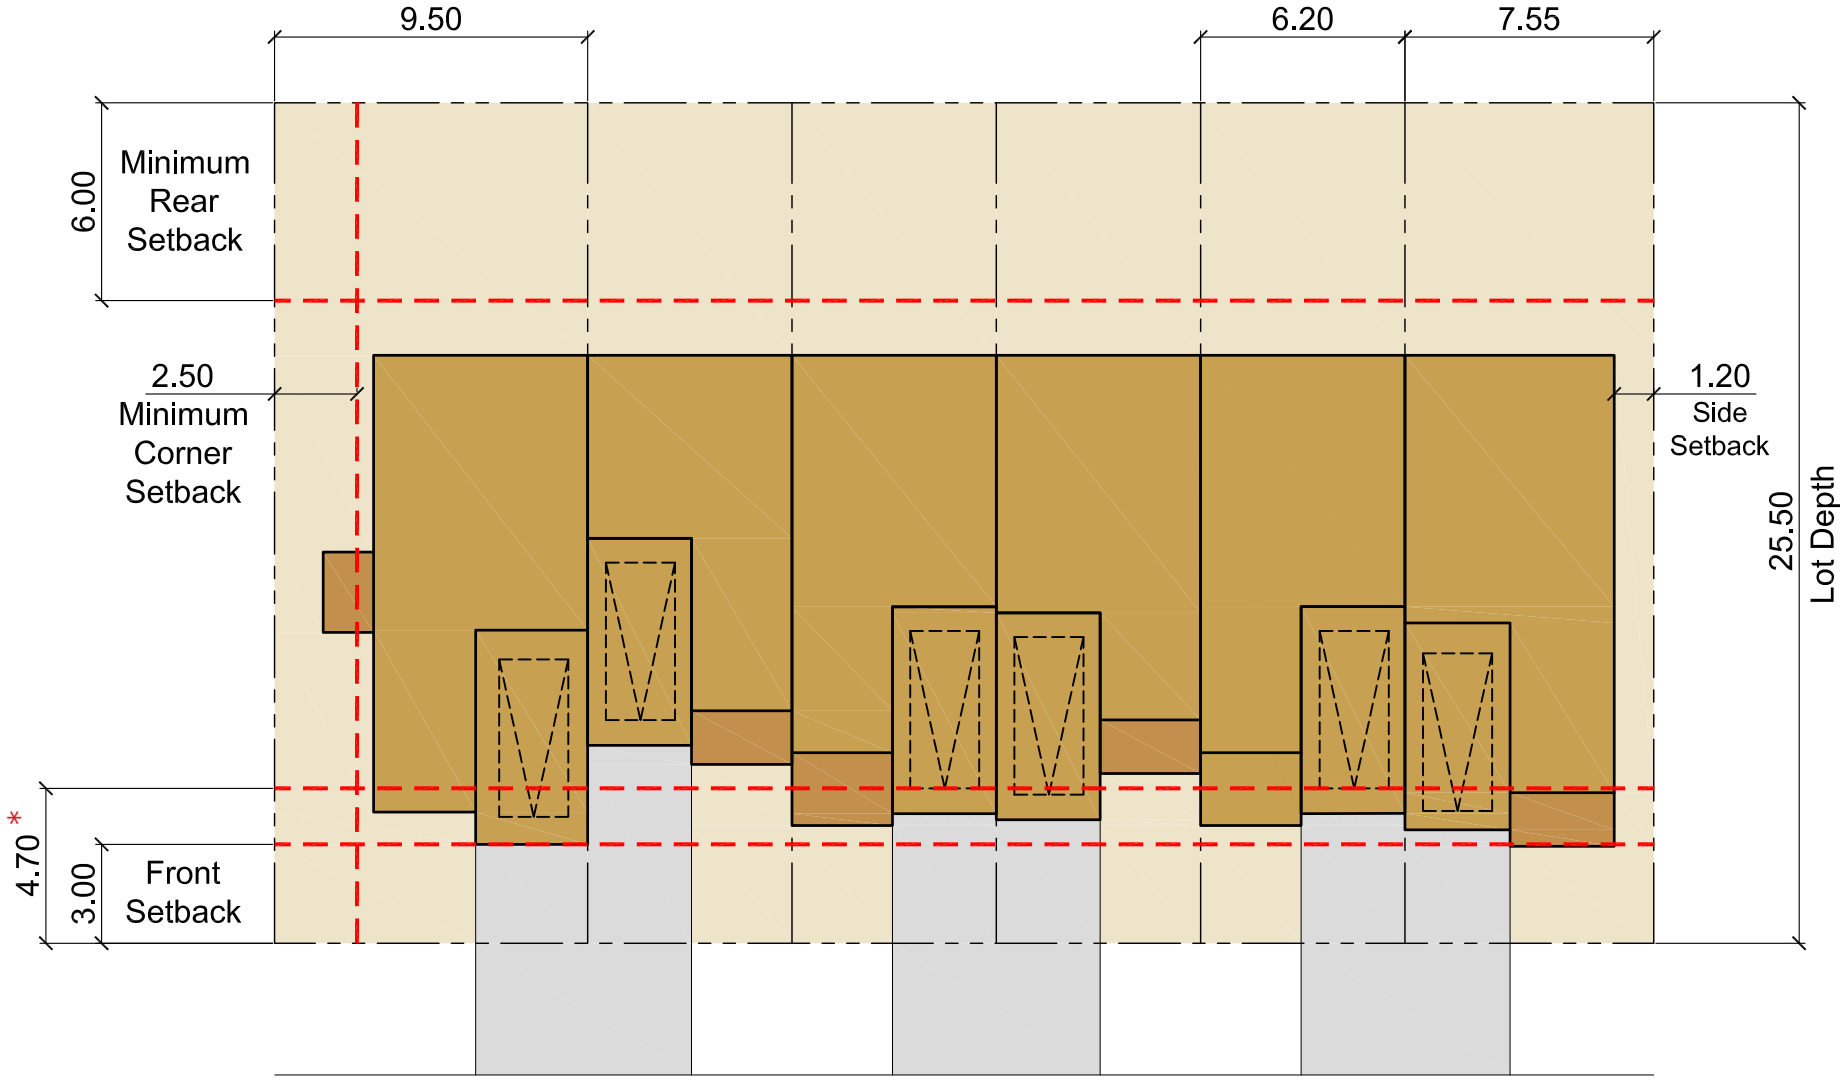 9.50
6.20
7.55
6.00
Minimum
Rear
Setback
2.50
Minimum
Corner
Setback
1.20
Side
Setback
25.50
Lot Depth
4.70 *
3.00
Front
Setback